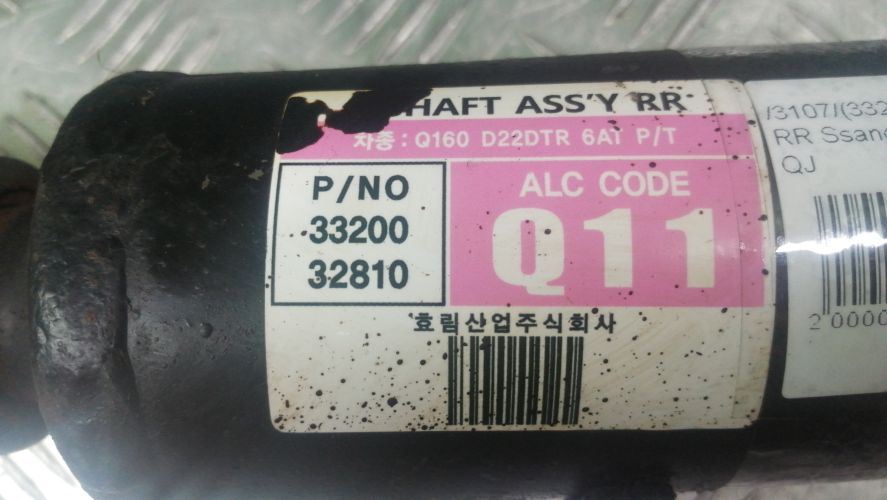 HAFT ASS'Y RR
차종 : Q160 D22DTR 6AT P/T
P/NO
33200
32810
ALC CODE
Q11
효림산업주식회사
/3107/(332
RR Ssang
QJ
2 0000